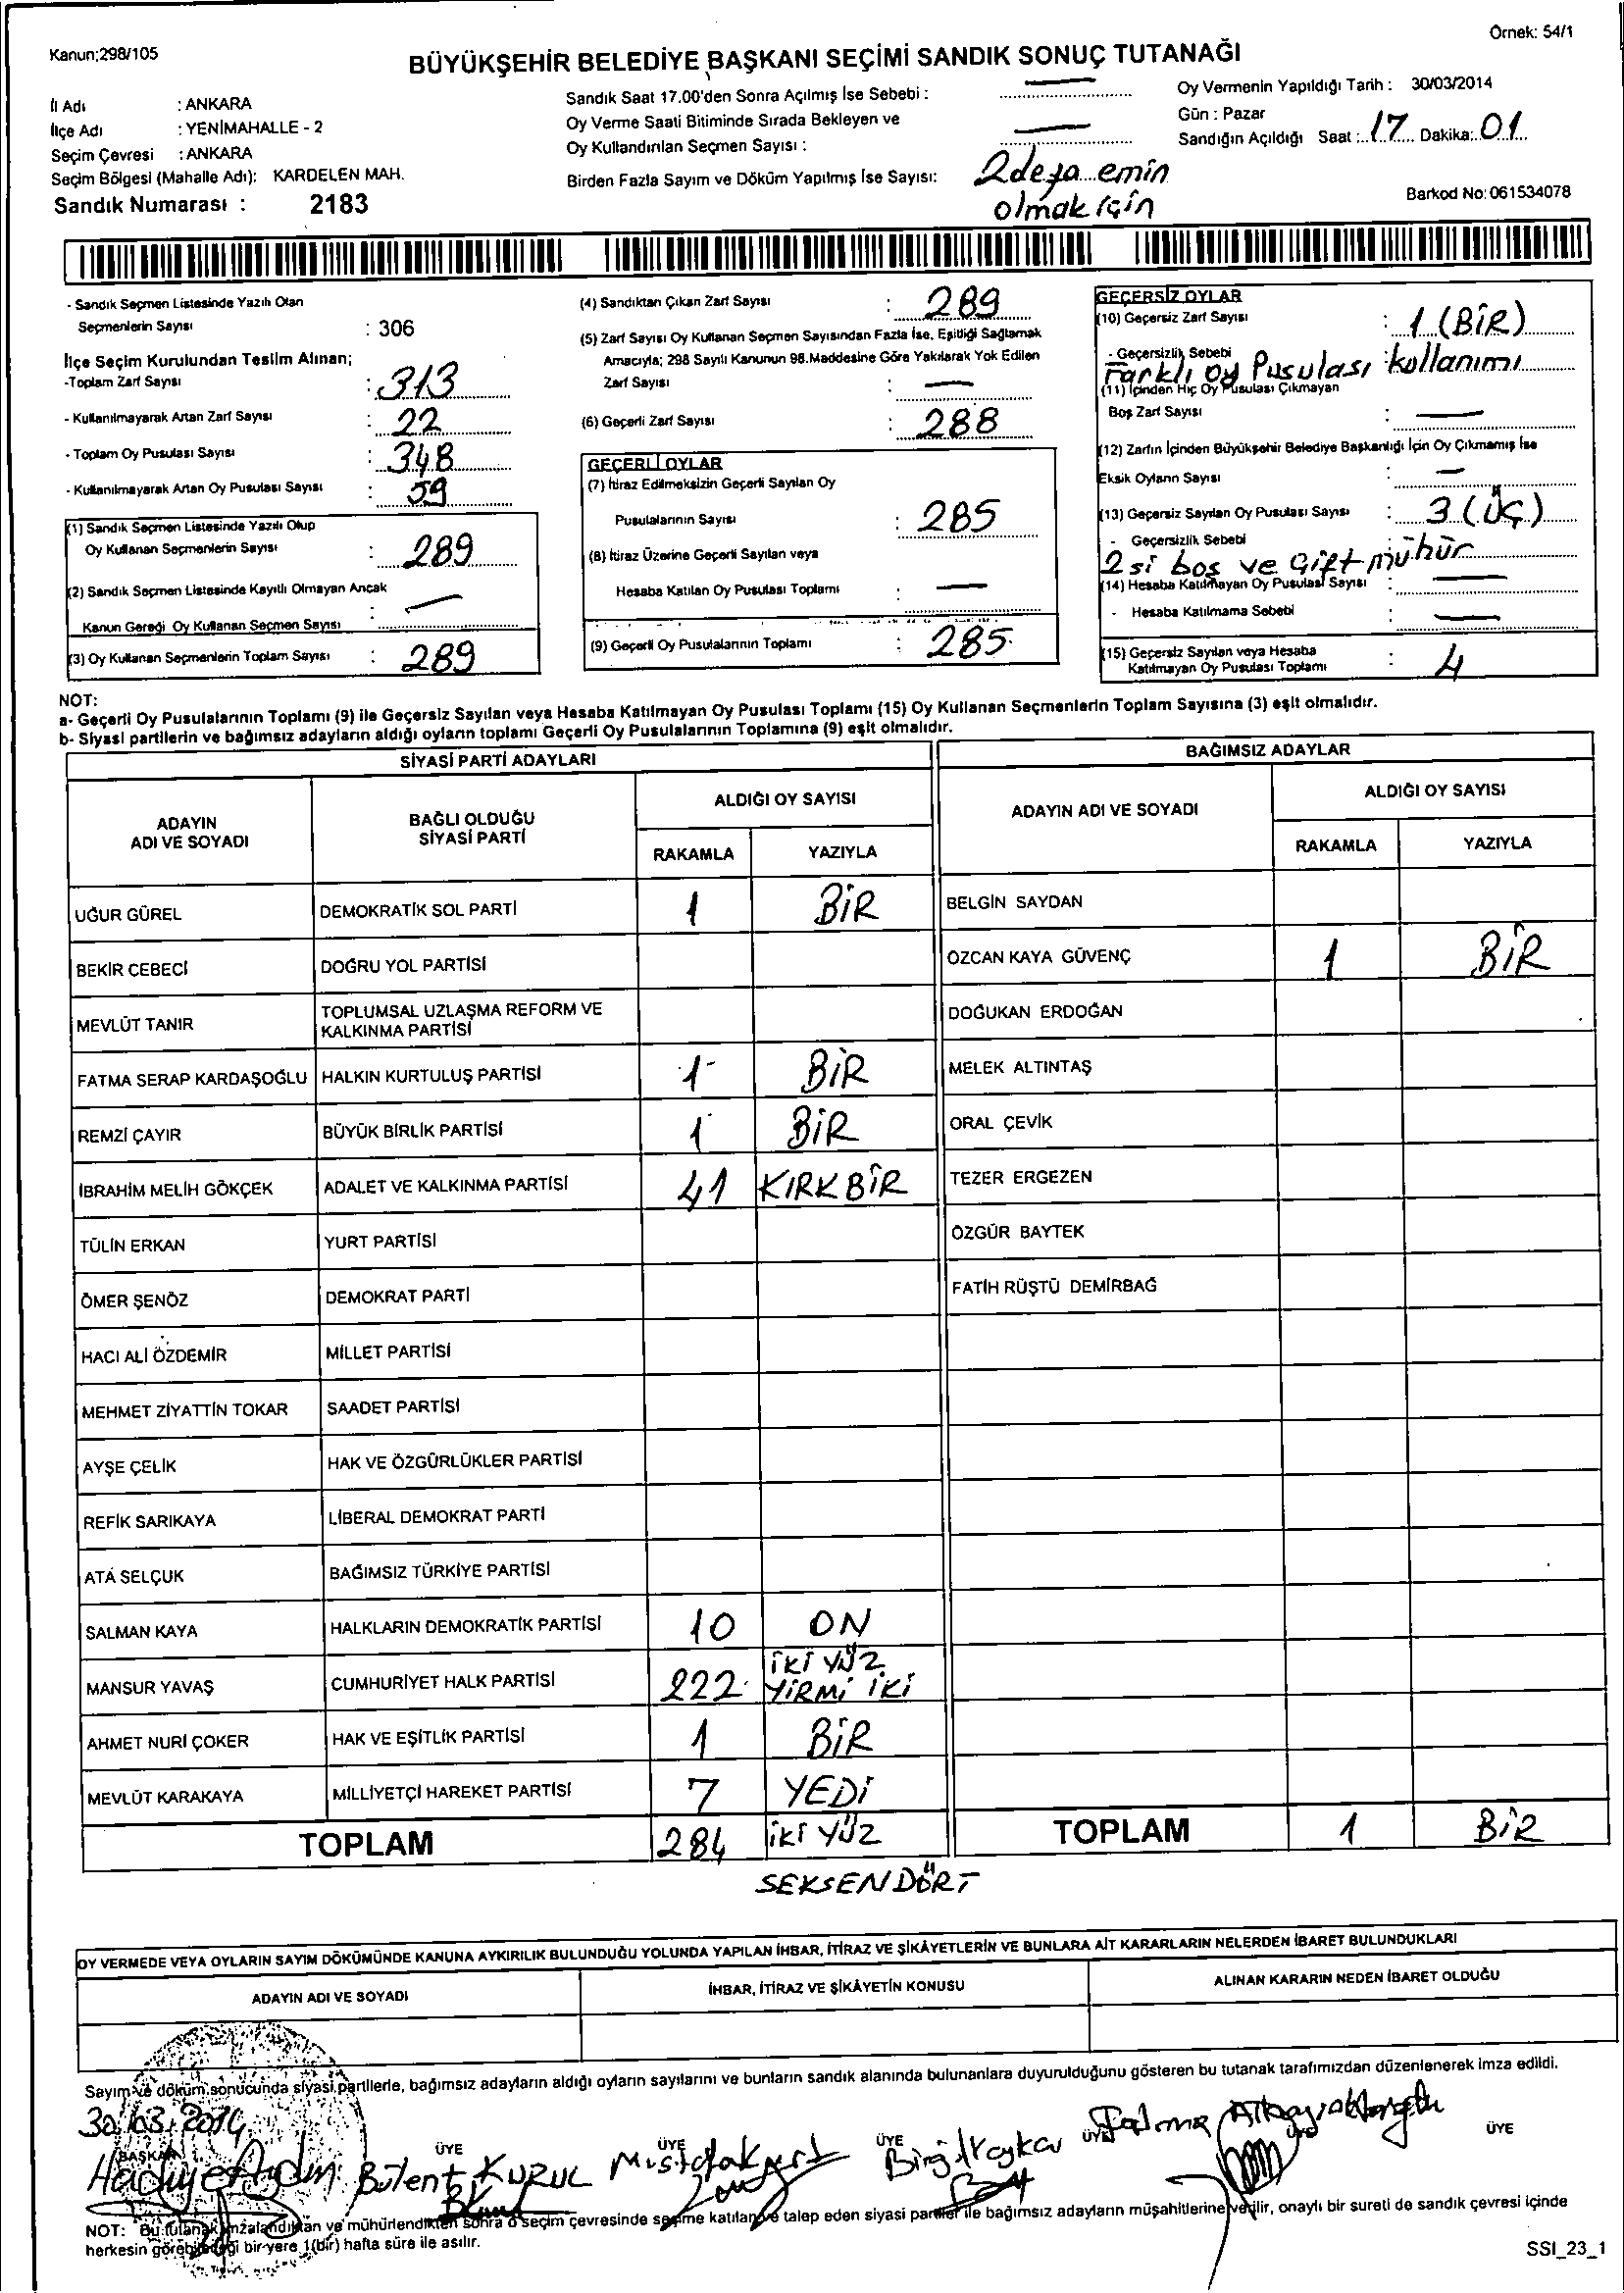 Kanun;298/105
Örnek: 54/1
BÜYÜKŞEHİR BELEDİYE BAŞKANI SEÇİMİ SANDIK SONUÇ TUTANAĞI
İl Adı : ANKARA
İlçe Adı : YENİMAHALLE - 2
Seçim Çevresi : ANKARA
Seçim Bölgesi (Mahalle Adı): KARDELEN MAH.
Sandık Numarası : 2183
Sandık Saat 17.00'den Sonra Açılmış İse Sebebi : —
Oy Verme Saati Bitiminde Sırada Bekleyen ve
Oy Kullandırılan Seçmen Sayısı : —
Birden Fazla Sayım ve Döküm Yapılmış İse Sayısı: 2 defa emin
olmak için
Oy Vermenin Yapıldığı Tarih : 30/03/2014
Gün : Pazar
Sandığın Açıldığı Saat : 17 Dakika: 01
Barkod No: 061534078
- Sandık Seçmen Listesinde Yazılı Olan
Seçmenlerin Sayısı : 306
İlçe Seçim Kurulundan Teslim Alınan;
-Toplam Zarf Sayısı : 313
- Kullanılmayarak Artan Zarf Sayısı : 22
- Toplam Oy Pusulası Sayısı : 348
- Kullanılmayarak Artan Oy Pusulası Sayısı : 59
(1) Sandık Seçmen Listesinde Yazılı Olup
Oy Kullanan Seçmenlerin Sayısı : 289
(2) Sandık Seçmen Listesinde Kayıtlı Olmayan Ancak
Kanun Gereği Oy Kullanan Seçmen Sayısı : —
(3) Oy Kullanan Seçmenlerin Toplam Sayısı : 289
(4) Sandıktan Çıkan Zarf Sayısı : 289
(5) Zarf Sayısı Oy Kullanan Seçmen Sayısından Fazla İse, Eşitliği Sağlamak
Amacıyla; 298 Sayılı Kanunun 98.Maddesine Göre Yakılarak Yok Edilen
Zarf Sayısı : —
(6) Geçerli Zarf Sayısı : 288
GEÇERLİ OYLAR
(7) İtiraz Edilmeksizin Geçerli Sayılan Oy
Pusulalarının Sayısı : 285
(8) İtiraz Üzerine Geçerli Sayılan veya
Hesaba Katılan Oy Pusulası Toplamı : —
(9) Geçerli Oy Pusulalarının Toplamı : 285
GEÇERSİZ OYLAR
(10) Geçersiz Zarf Sayısı : 1 (BİR)
- Geçersizlik Sebebi :
Farklı oy Pusulası kullanımı
(11) İçinden Hiç Oy Pusulası Çıkmayan
Boş Zarf Sayısı : —
(12) Zarfın İçinden Büyükşehir Belediye Başkanlığı İçin Oy Çıkmamış İse
Eksik Oyların Sayısı : —
(13) Geçersiz Sayılan Oy Pusulası Sayısı : 3 (ÜÇ)
- Geçersizlik Sebebi
2 si boş ve Çift mühür
(14) Hesaba Katılmayan Oy Pusulası Sayısı : —
- Hesaba Katılmama Sebebi : —
(15) Geçersiz Sayılan veya Hesaba
Katılmayan Oy Pusulası Toplamı : 4
NOT:
a- Geçerli Oy Pusulalarının Toplamı (9) ile Geçersiz Sayılan veya Hesaba Katılmayan Oy Pusulası Toplamı (15) Oy Kullanan Seçmenlerin Toplam Sayısına (3) eşit olmalıdır.
b- Siyasi partilerin ve bağımsız adayların aldığı oyların toplamı Geçerli Oy Pusulalarının Toplamına (9) eşit olmalıdır.
SİYASİ PARTİ ADAYLARI
BAĞIMSIZ ADAYLAR
ADAYIN
ADI VE SOYADI
BAĞLI OLDUĞU
SİYASİ PARTİ
ALDIĞI OY SAYISI
RAKAMLA YAZIYLA
ADAYIN ADI VE SOYADI
ALDIĞI OY SAYISI
RAKAMLA YAZIYLA
UĞUR GÜREL DEMOKRATİK SOL PARTİ 1 BİR
BELGİN SAYDAN
BEKİR CEBECİ DOĞRU YOL PARTİSİ
ÖZCAN KAYA GÜVENÇ 1 BİR
MEVLÜT TANIR TOPLUMSAL UZLAŞMA REFORM VE
KALKINMA PARTİSİ
DOĞUKAN ERDOĞAN
FATMA SERAP KARDAŞOĞLU HALKIN KURTULUŞ PARTİSİ 1 BİR
MELEK ALTINTAŞ
REMZİ ÇAYIR BÜYÜK BİRLİK PARTİSİ 1 BİR
ORAL ÇEVİK
İBRAHİM MELİH GÖKÇEK ADALET VE KALKINMA PARTİSİ 41 KIRKBİR
TEZER ERGEZEN
TÜLİN ERKAN YURT PARTİSİ
ÖZGÜR BAYTEK
ÖMER ŞENÖZ DEMOKRAT PARTİ
FATİH RÜŞTÜ DEMİRBAĞ
HACI ALİ ÖZDEMİR MİLLET PARTİSİ
MEHMET ZİYATTİN TOKAR SAADET PARTİSİ
AYŞE ÇELİK HAK VE ÖZGÜRLÜKLER PARTİSİ
REFİK SARIKAYA LİBERAL DEMOKRAT PARTİ
ATA SELÇUK BAĞIMSIZ TÜRKİYE PARTİSİ
SALMAN KAYA HALKLARIN DEMOKRATİK PARTİSİ 10 ON
MANSUR YAVAŞ CUMHURİYET HALK PARTİSİ 222 İKİ YÜZ
YİRMİ İKİ
AHMET NURİ ÇOKER HAK VE EŞİTLİK PARTİSİ 1 BİR
MEVLÜT KARAKAYA MİLLİYETÇİ HAREKET PARTİSİ 7 YEDİ
TOPLAM 284 İKİ YÜZ
SEKSENDÖRT
TOPLAM 1 BİR
OY VERMEDE VEYA OYLARIN SAYIM DÖKÜMÜNDE KANUNA AYKIRILIK BULUNDUĞU YOLUNDA YAPILAN İHBAR, İTİRAZ VE ŞİKÂYETLERİN VE BUNLARA AİT KARARLARIN NELERDEN İBARET BULUNDUKLARI
ADAYIN ADI VE SOYADI
İHBAR, İTİRAZ VE ŞİKÂYETİN KONUSU
ALINAN KARARIN NEDEN İBARET OLDUĞU
Sayım ve döküm sonucunda siyasi partilerle, bağımsız adayların aldığı oyların sayılarını ve bunların sandık alanında bulunanlara duyurulduğunu gösteren bu tutanak tarafımızdan düzenlenerek imza edildi.
30/03/2014
BAŞKAN ÜYE ÜYE ÜYE ÜYE ÜYE ÜYE
Bülent KURUL
NOT: Bu tutanak imzalandıktan ve mühürlendikten sonra o seçim çevresinde seçime katılan ve talep eden siyasi partiler ile bağımsız adayların müşahitlerine verilir, onaylı bir sureti de sandık çevresi içinde
herkesin görebileceği bir yere 1(bir) hafta süre ile asılır.
SSI_23_1